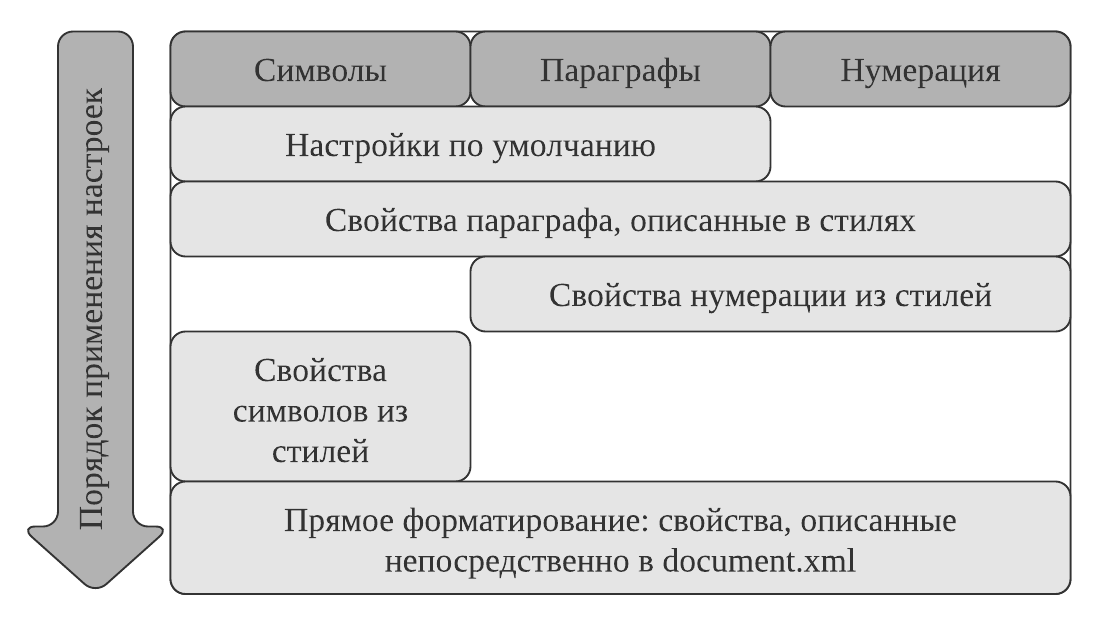 Порядок применения настроек
Символы
Параграфы
Нумерация
Настройки по умолчанию
Свойства параграфа, описанные в стилях
Свойства нумерации из стилей
Свойства
символов из
стилей
Прямое форматирование: свойства, описанные
непосредственно в document.xml